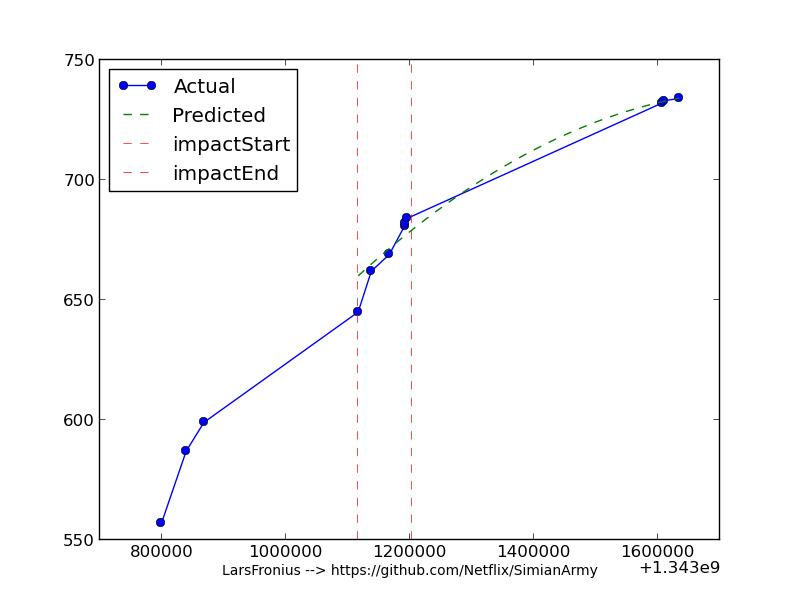 750
700
650
600
550
Actual
Predicted
impactStart
impactEnd
800000 1000000 1200000 1400000 1600000
+1.343e9
LarsFronius --> https://github.com/Netflix/SimianArmy